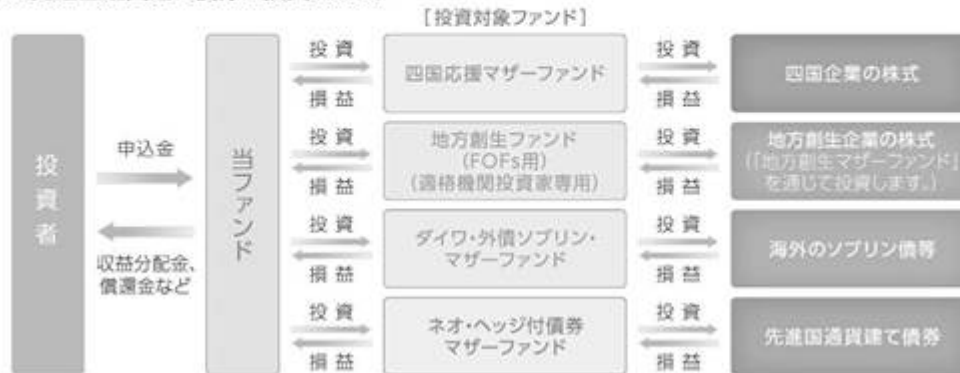 [投資対象ファンド]
投資者
申込金
収益分配金、
償還金など
当ファンド
投資
損益
四国応援マザーファンド
投資
損益
四国企業の株式
投資
損益
地方創生ファンド
(FOFs用)
(適格機関投資家専用)
投資
損益
地方創生企業の株式
(「地方創生マザーファンド」
を通じて投資します。)
投資
損益
ダイワ・外債ソブリン・
マザーファンド
投資
損益
海外のソブリン債等
投資
損益
ネオ・ヘッジ付債券
マザーファンド
投資
損益
先進国通貨建て債券